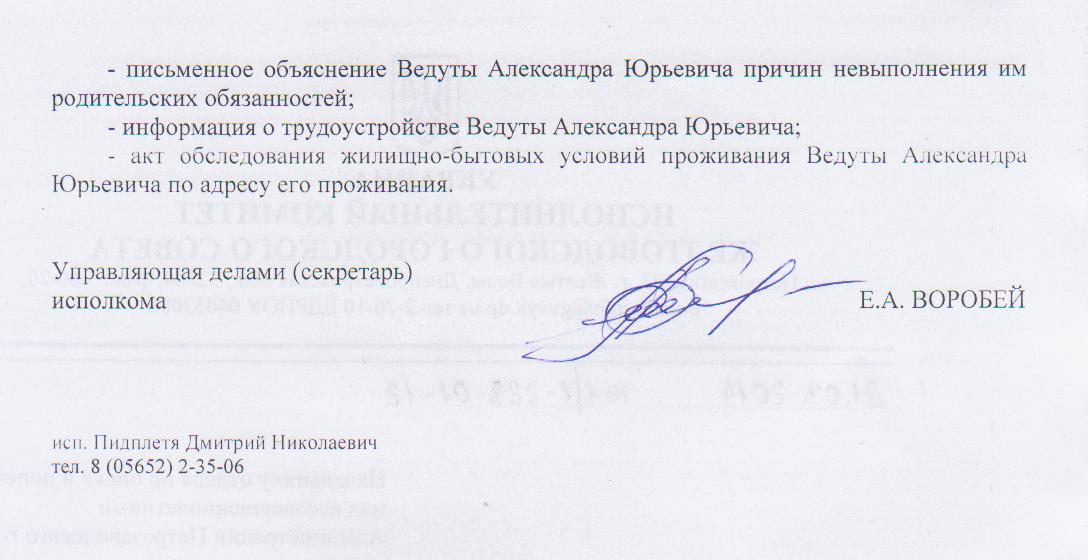 - письменное объяснение Ведуты Александра Юрьевича причин невыполнения им
родительских обязанностей;
- информация о трудоустройстве Ведуты Александра Юрьевича;
- акт обследования жилищно-бытовых условий проживания Ведуты Александра
Юрьевича по адресу его проживания.
Управляющая делами (секретарь)
исполкома
Е.А. ВОРОБЕЙ
исп. Пидплетя Дмитрий Николаевич
тел. 8 (05652) 2-35-06